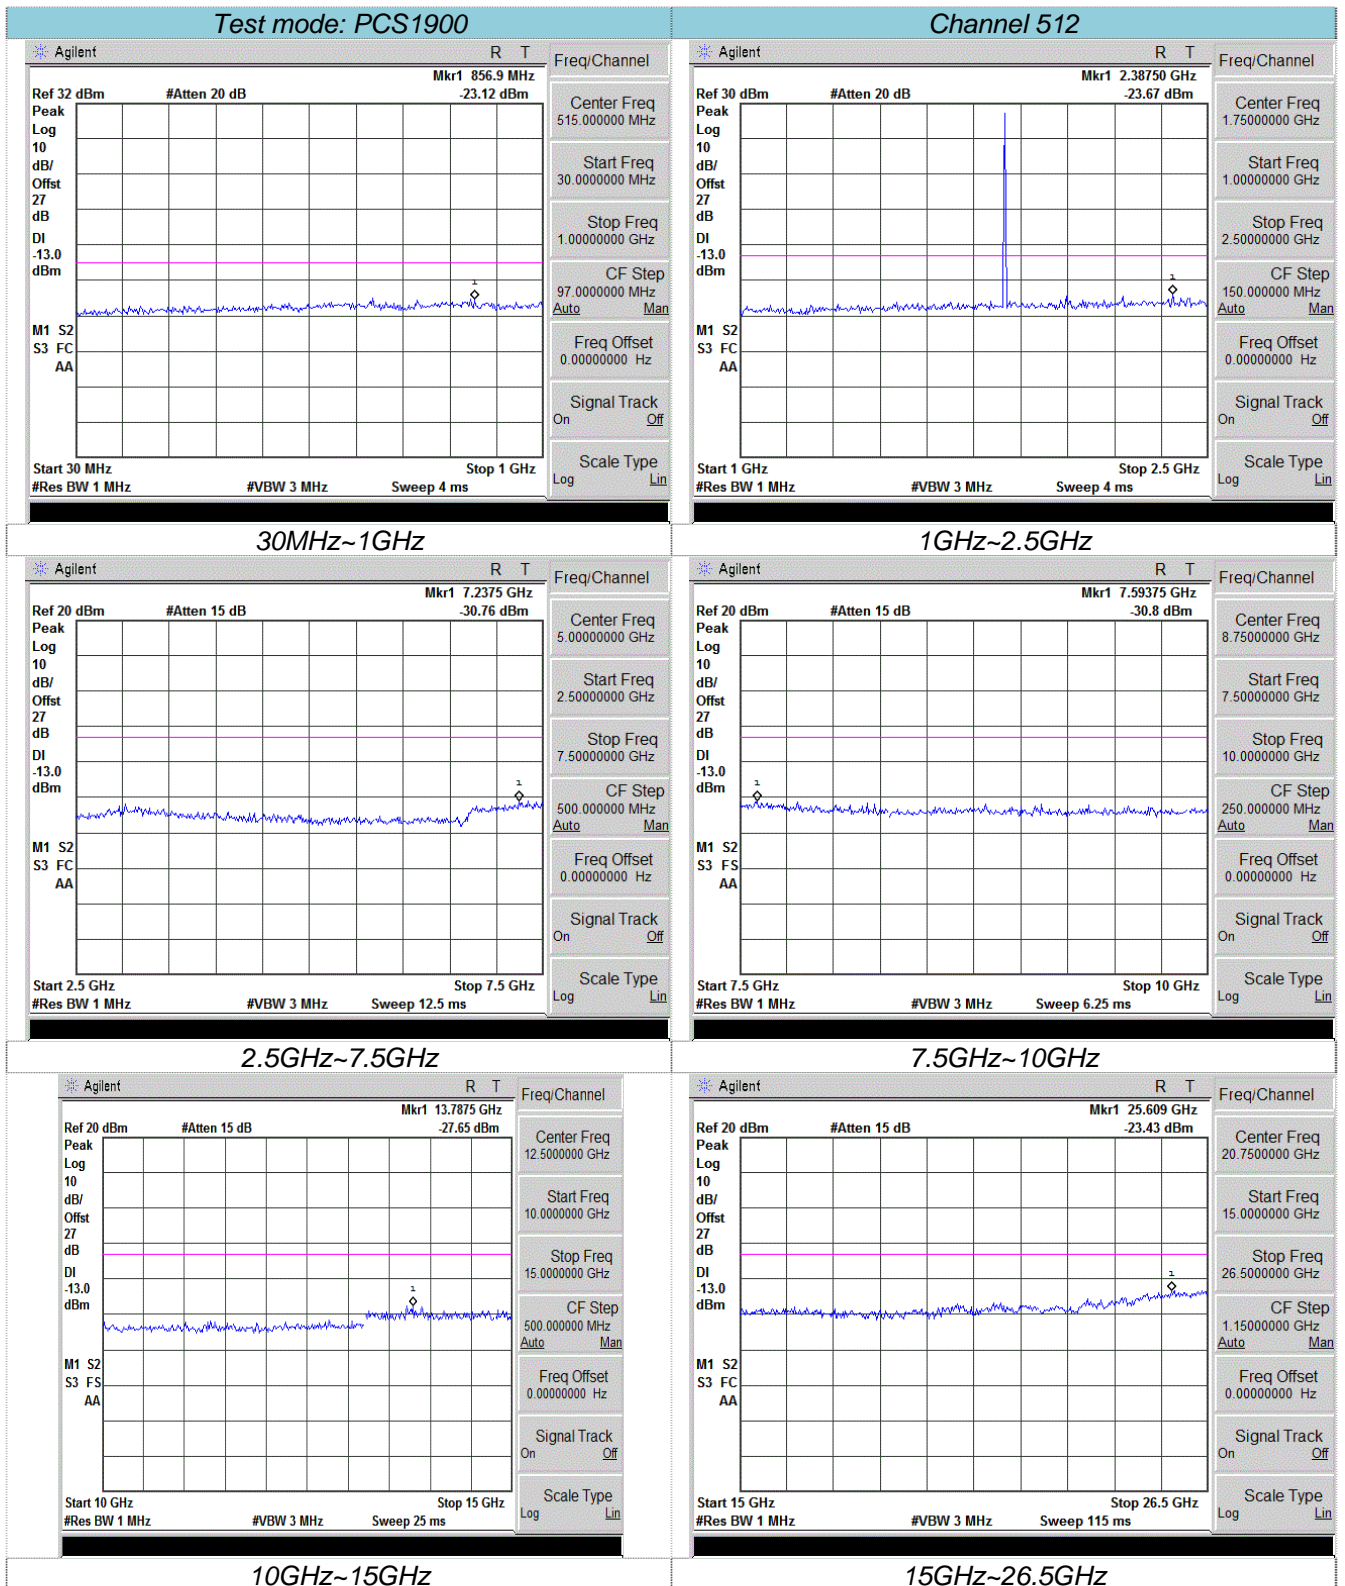 Test mode: PCS1900
Channel 512
Agilent R T
Freq/Channel
Mkr1 856.9 MHz
Ref 32 dBm #Atten 20 dB -23.12 dBm
Peak
Log
10
dB/
Offst
27
dB
DI
-13.0
dBm
1
M1 S2
S3 FC
AA
Start 30 MHz Stop 1 GHz
#Res BW 1 MHz #VBW 3 MHz Sweep 4 ms
Center Freq
515.000000 MHz
Start Freq
30.0000000 MHz
Stop Freq
1.00000000 GHz
CF Step
97.0000000 MHz
Auto Man
Freq Offset
0.00000000 Hz
Signal Track
On Off
Scale Type
Log Lin
Agilent R T
Freq/Channel
Mkr1 2.38750 GHz
Ref 30 dBm #Atten 20 dB -23.67 dBm
Peak
Log
10
dB/
Offst
27
dB
DI
-13.0
dBm
1
M1 S2
S3 FC
AA
Start 1 GHz Stop 2.5 GHz
#Res BW 1 MHz #VBW 3 MHz Sweep 4 ms
Center Freq
1.75000000 GHz
Start Freq
1.00000000 GHz
Stop Freq
2.50000000 GHz
CF Step
150.000000 MHz
Auto Man
Freq Offset
0.00000000 Hz
Signal Track
On Off
Scale Type
Log Lin
30MHz~1GHz
1GHz~2.5GHz
Agilent R T
Freq/Channel
Mkr1 7.2375 GHz
Ref 20 dBm #Atten 15 dB -30.76 dBm
Peak
Log
10
dB/
Offst
27
dB
DI
-13.0
dBm
1
M1 S2
S3 FC
AA
Start 2.5 GHz Stop 7.5 GHz
#Res BW 1 MHz #VBW 3 MHz Sweep 12.5 ms
Center Freq
5.00000000 GHz
Start Freq
2.50000000 GHz
Stop Freq
7.50000000 GHz
CF Step
500.000000 MHz
Auto Man
Freq Offset
0.00000000 Hz
Signal Track
On Off
Scale Type
Log Lin
Agilent R T
Freq/Channel
Mkr1 7.59375 GHz
Ref 20 dBm #Atten 15 dB -30.8 dBm
Peak
Log
10
dB/
Offst
27
dB
DI
-13.0
dBm
1
M1 S2
S3 FS
AA
Start 7.5 GHz Stop 10 GHz
#Res BW 1 MHz #VBW 3 MHz Sweep 6.25 ms
Center Freq
8.75000000 GHz
Start Freq
7.50000000 GHz
Stop Freq
10.0000000 GHz
CF Step
250.000000 MHz
Auto Man
Freq Offset
0.00000000 Hz
Signal Track
On Off
Scale Type
Log Lin
2.5GHz~7.5GHz
7.5GHz~10GHz
Agilent R T
Freq/Channel
Mkr1 13.7875 GHz
Ref 20 dBm #Atten 15 dB -27.65 dBm
Peak
Log
10
dB/
Offst
27
dB
DI
-13.0
dBm
1
M1 S2
S3 FS
AA
Start 10 GHz Stop 15 GHz
#Res BW 1 MHz #VBW 3 MHz Sweep 25 ms
Center Freq
12.5000000 GHz
Start Freq
10.0000000 GHz
Stop Freq
15.0000000 GHz
CF Step
500.000000 MHz
Auto Man
Freq Offset
0.00000000 Hz
Signal Track
On Off
Scale Type
Log Lin
Agilent R T
Freq/Channel
Mkr1 25.609 GHz
Ref 20 dBm #Atten 15 dB -23.43 dBm
Peak
Log
10
dB/
Offst
27
dB
DI
-13.0
dBm
1
M1 S2
S3 FC
AA
Start 15 GHz Stop 26.5 GHz
#Res BW 1 MHz #VBW 3 MHz Sweep 115 ms
Center Freq
20.7500000 GHz
Start Freq
15.0000000 GHz
Stop Freq
26.5000000 GHz
CF Step
1.15000000 GHz
Auto Man
Freq Offset
0.00000000 Hz
Signal Track
On Off
Scale Type
Log Lin
10GHz~15GHz
15GHz~26.5GHz